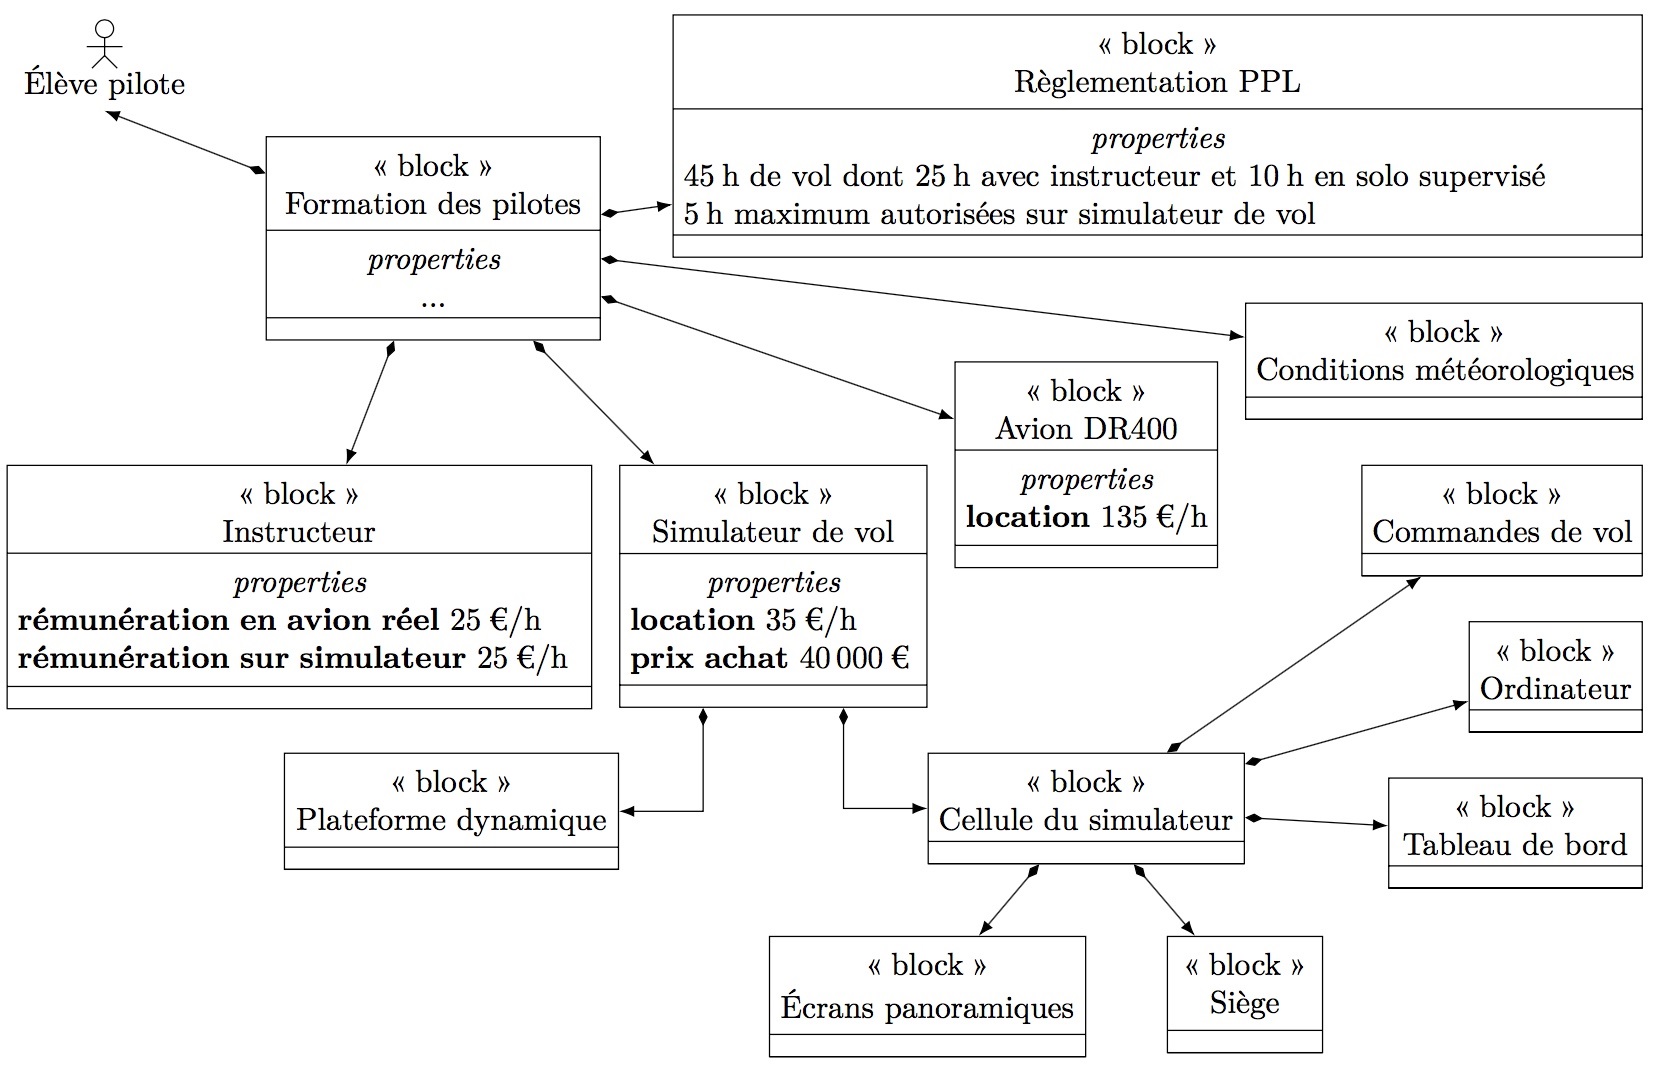 Élève pilote
« block »
Règlementation PPL
properties
45 h de vol dont 25 h avec instructeur et 10 h en solo supervisé
5 h maximum autorisées sur simulateur de vol
« block »
Formation des pilotes
properties
...
« block »
Conditions météorologiques
« block »
Avion DR400
properties
location 135 €/h
« block »
Instructeur
properties
rémunération en avion réel 25 €/h
rémunération sur simulateur 25 €/h
« block »
Simulateur de vol
properties
location 35 €/h
prix achat 40 000 €
« block »
Commandes de vol
« block »
Ordinateur
« block »
Plateforme dynamique
« block »
Cellule du simulateur
« block »
Tableau de bord
« block »
Écrans panoramiques
« block »
Siège